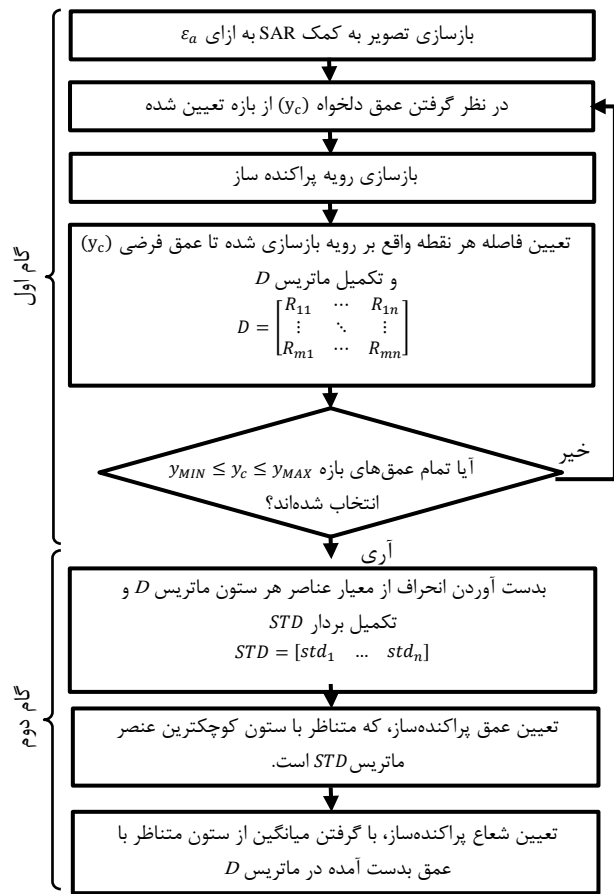 بازسازی تصویر به کمک SAR به ازای εₐ
در نظر گرفتن عمق دلخواه (y_c) از بازه تعیین شده
بازسازی رویه پراکنده ساز
تعیین فاصله هر نقطه واقع بر رویه بازسازی شده تا عمق فرضی (y_c)
و تکمیل ماتریس D
D = [R₁₁ ⋯ R₁ₙ
⋮ ⋱ ⋮
Rₘ₁ ⋯ Rₘₙ]
گام اول
آیا تمام عمق‌های بازه y_MIN ≤ y_c ≤ y_MAX
انتخاب شده‌اند؟
خیر
آری
بدست آوردن انحراف از معیار عناصر هر ستون ماتریس D و
تکمیل بردار STD
STD = [std₁ … stdₙ]
گام دوم
تعیین عمق پراکنده‌ساز، که متناظر با ستون کوچکترین عنصر
ماتریس STD است.
تعیین شعاع پراکنده‌ساز، با گرفتن میانگین از ستون متناظر با
عمق بدست آمده در ماتریس D